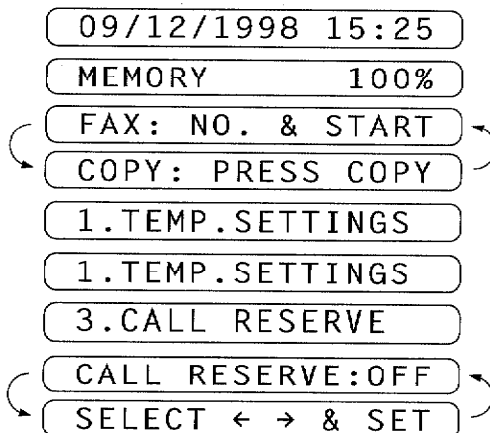 09/12/1998 15:25
MEMORY 100%
FAX: NO. & START
COPY: PRESS COPY
1.TEMP.SETTINGS
1.TEMP.SETTINGS
3.CALL RESERVE
CALL RESERVE:OFF
SELECT ← → & SET